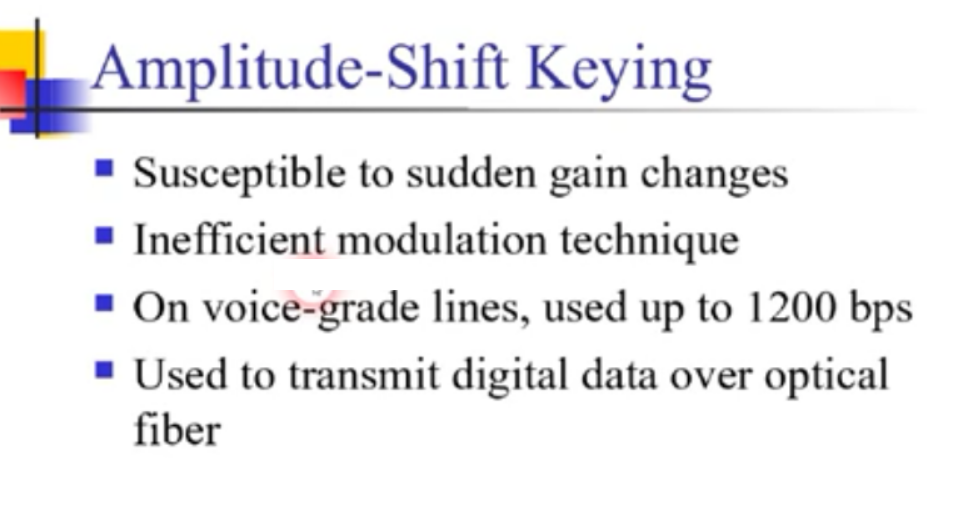 Amplitude-Shift Keying
Susceptible to sudden gain changes
Inefficient modulation technique
On voice-grade lines, used up to 1200 bps
Used to transmit digital data over optical
fiber